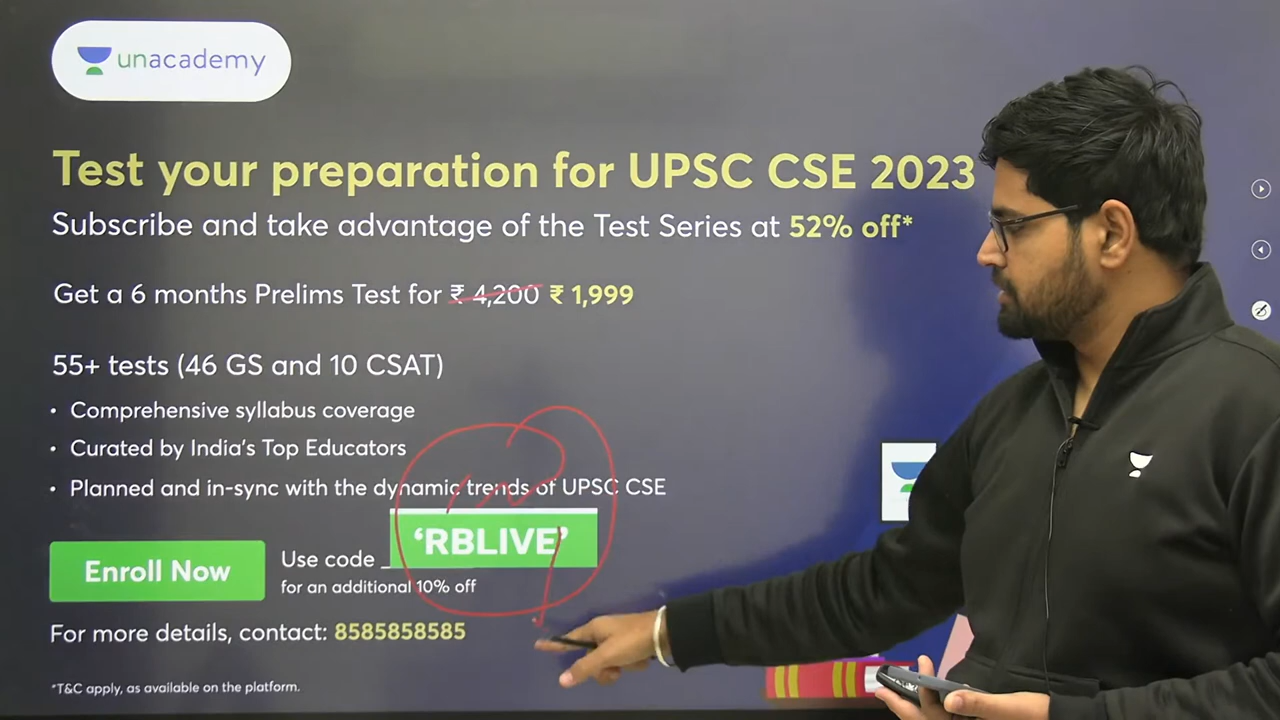 unacademy
Test your preparation for UPSC CSE 2023
Subscribe and take advantage of the Test Series at 52% off*
Get a 6 months Prelims Test for ₹ 4,200 ₹ 1,999
55+ tests (46 GS and 10 CSAT)
• Comprehensive syllabus coverage
• Curated by India's Top Educators
• Planned and in-sync with the dynamic trends of UPSC CSE
Enroll Now
Use code _ 'RBLIVE'
for an additional 10% off
For more details, contact: 8585858585
*T&C apply, as available on the platform.